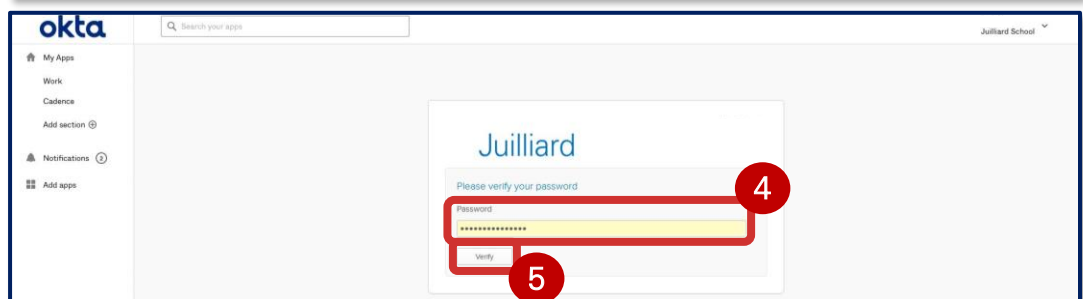 okta
Search your apps
Juilliard School
My Apps
Work
Cadence
Add section
Notifications 2
Add apps
Juilliard
Please verify your password
4
Password
***************
Verify
5